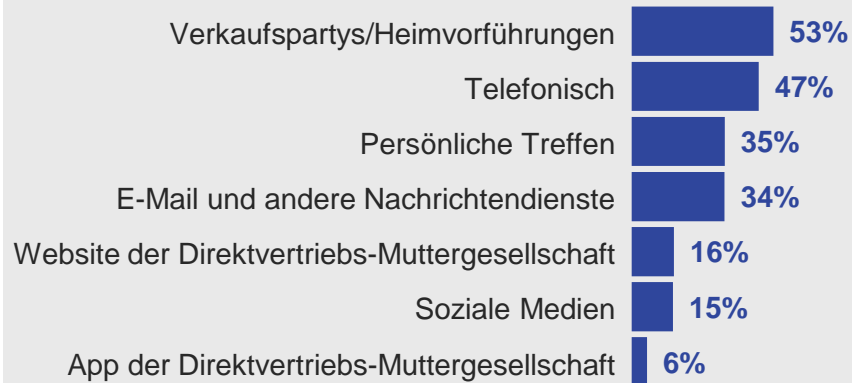 Verkaufspartys/Heimvorführungen 53%
Telefonisch 47%
Persönliche Treffen 35%
E-Mail und andere Nachrichtendienste 34%
Website der Direktvertriebs-Muttergesellschaft 16%
Soziale Medien 15%
App der Direktvertriebs-Muttergesellschaft 6%